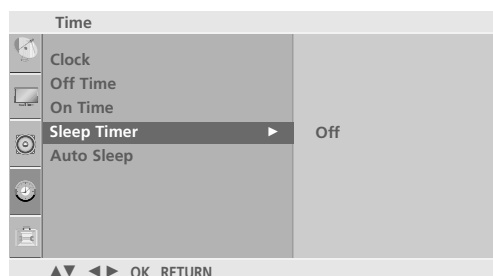 Time
Clock
Off Time
On Time
Sleep Timer ► Off
Auto Sleep
▲▼ ◄► OK RETURN